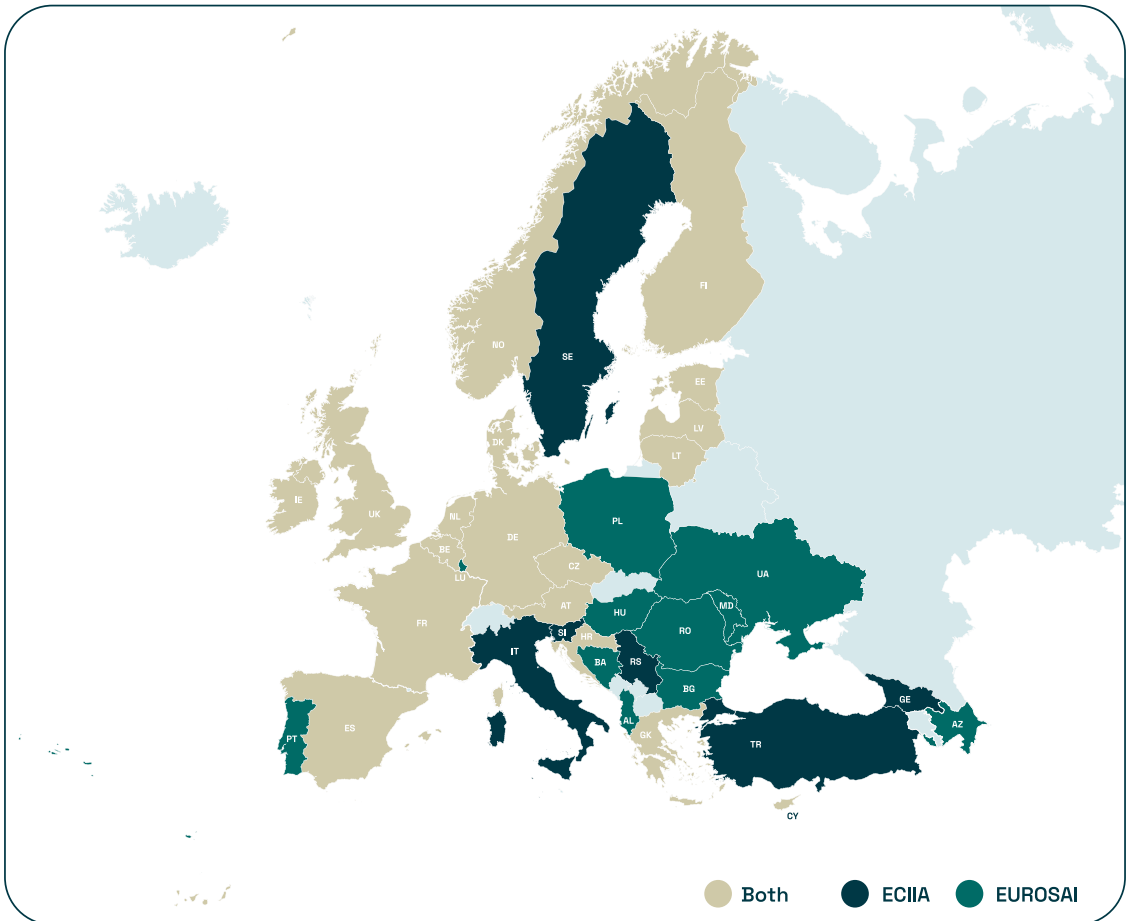 FI
NO
SE
EE
LV
DK
LT
IE
UK
NL
PL
DE
BE
CZ
LU
UA
AT
MD
HU
FR
RO
SI
HR
IT
BA
RS
BG
GE
ES
AL
AZ
PT
GK
TR
CY
Both
ECIIA
EUROSAI